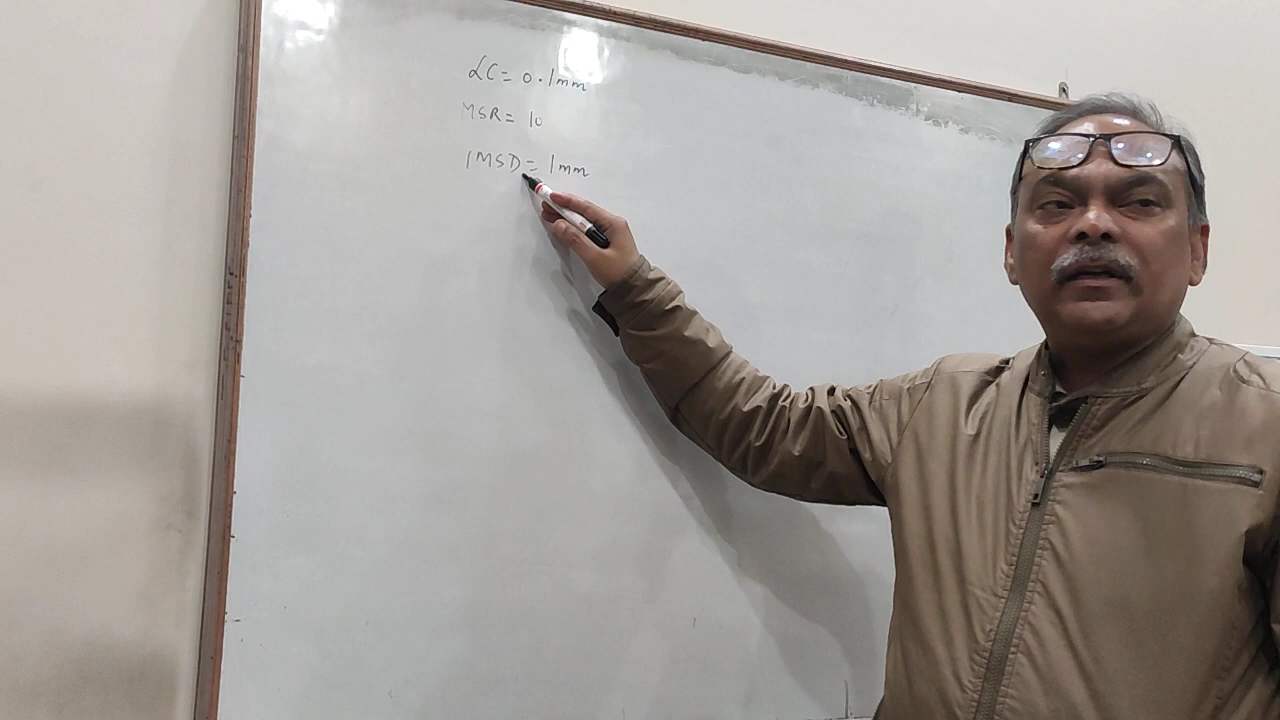 LC = 0.1mm
MSR = 10
1MSD = 1mm